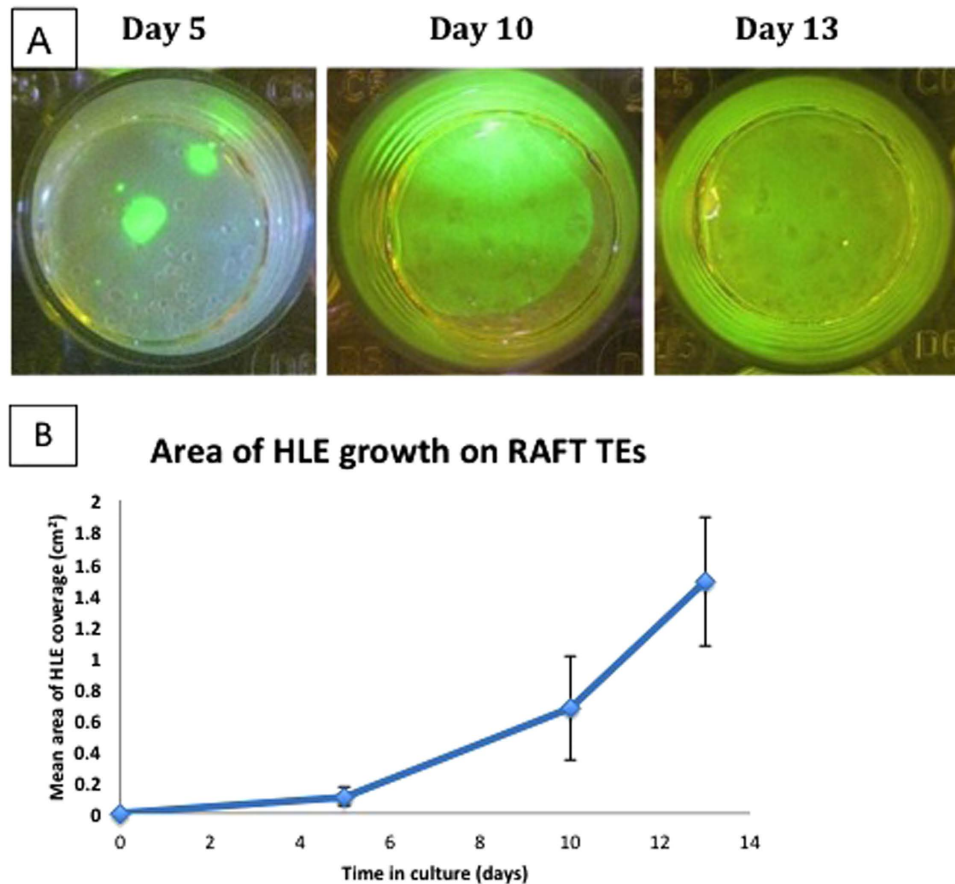 A
Day 5 Day 10 Day 13
B
Area of HLE growth on RAFT TEs
Mean area of HLE coverage (cm²)
2
1.8
1.6
1.4
1.2
1
0.8
0.6
0.4
0.2
0
0 2 4 6 8 10 12 14
Time in culture (days)